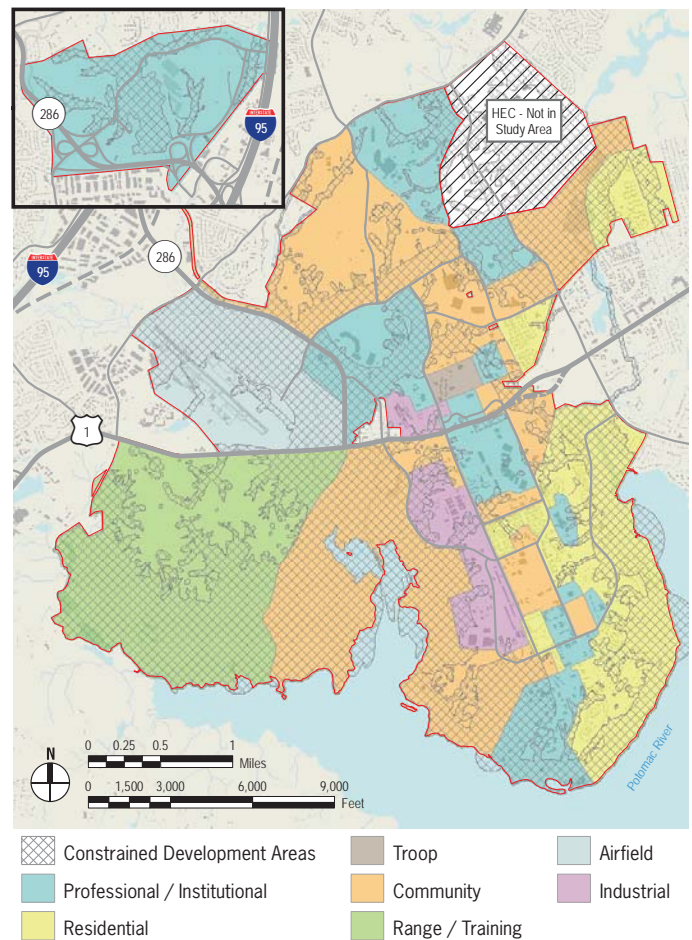 286
INTERSTATE
95
HEC - Not in
Study Area
INTERSTATE
95
286
1
N
0 0.25 0.5 1
Miles
0 1,500 3,000 6,000 9,000
Feet
Potomac River
Constrained Development Areas
Troop
Airfield
Professional / Institutional
Community
Industrial
Residential
Range / Training